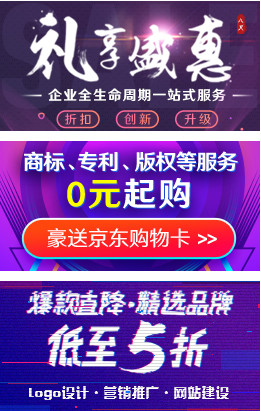 礼享盛惠
企业全生命周期一站式服务
折扣 创新 升级
商标、专利、版权等服务
0元起购
豪送京东购物卡 >>
爆款直降·精选品牌
低至5折
Logo设计·营销推广·网站建设